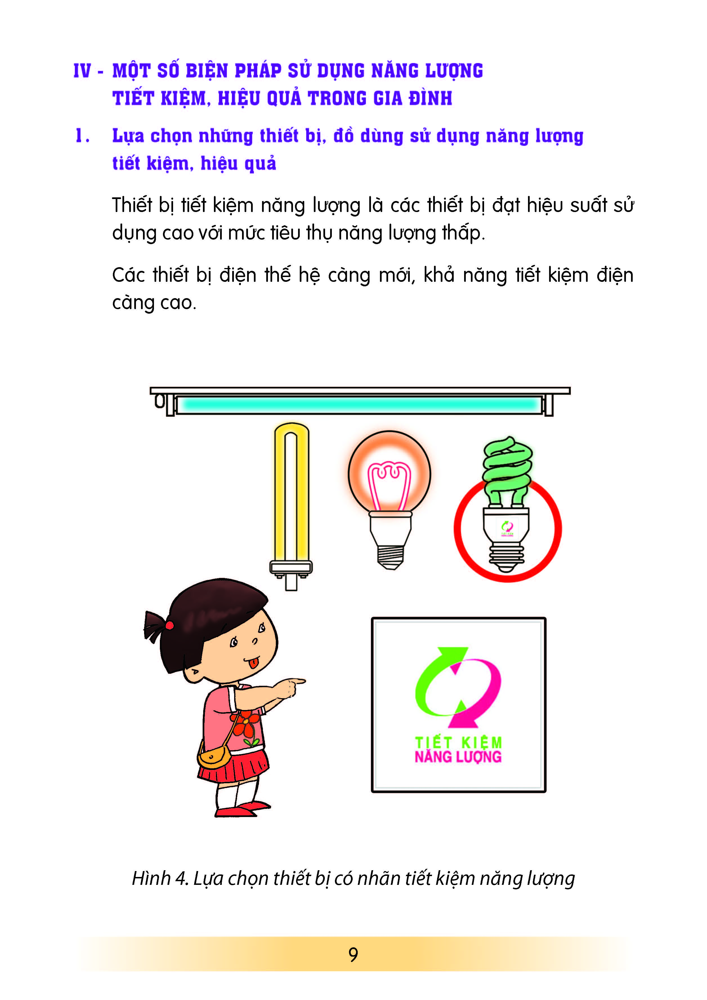 IV - MỘT SỐ BIỆN PHÁP SỬ DỤNG NĂNG LƯỢNG
TIẾT KIỆM, HIỆU QUẢ TRONG GIA ĐÌNH
1. Lựa chọn những thiết bị, đồ dùng sử dụng năng lượng
tiết kiệm, hiệu quả
Thiết bị tiết kiệm năng lượng là các thiết bị đạt hiệu suất sử
dụng cao với mức tiêu thụ năng lượng thấp.
Các thiết bị điện thế hệ càng mới, khả năng tiết kiệm điện
càng cao.
TIẾT KIỆM
NĂNG LƯỢNG
TIẾT KIỆM
NĂNG LƯỢNG
Hình 4. Lựa chọn thiết bị có nhãn tiết kiệm năng lượng
9